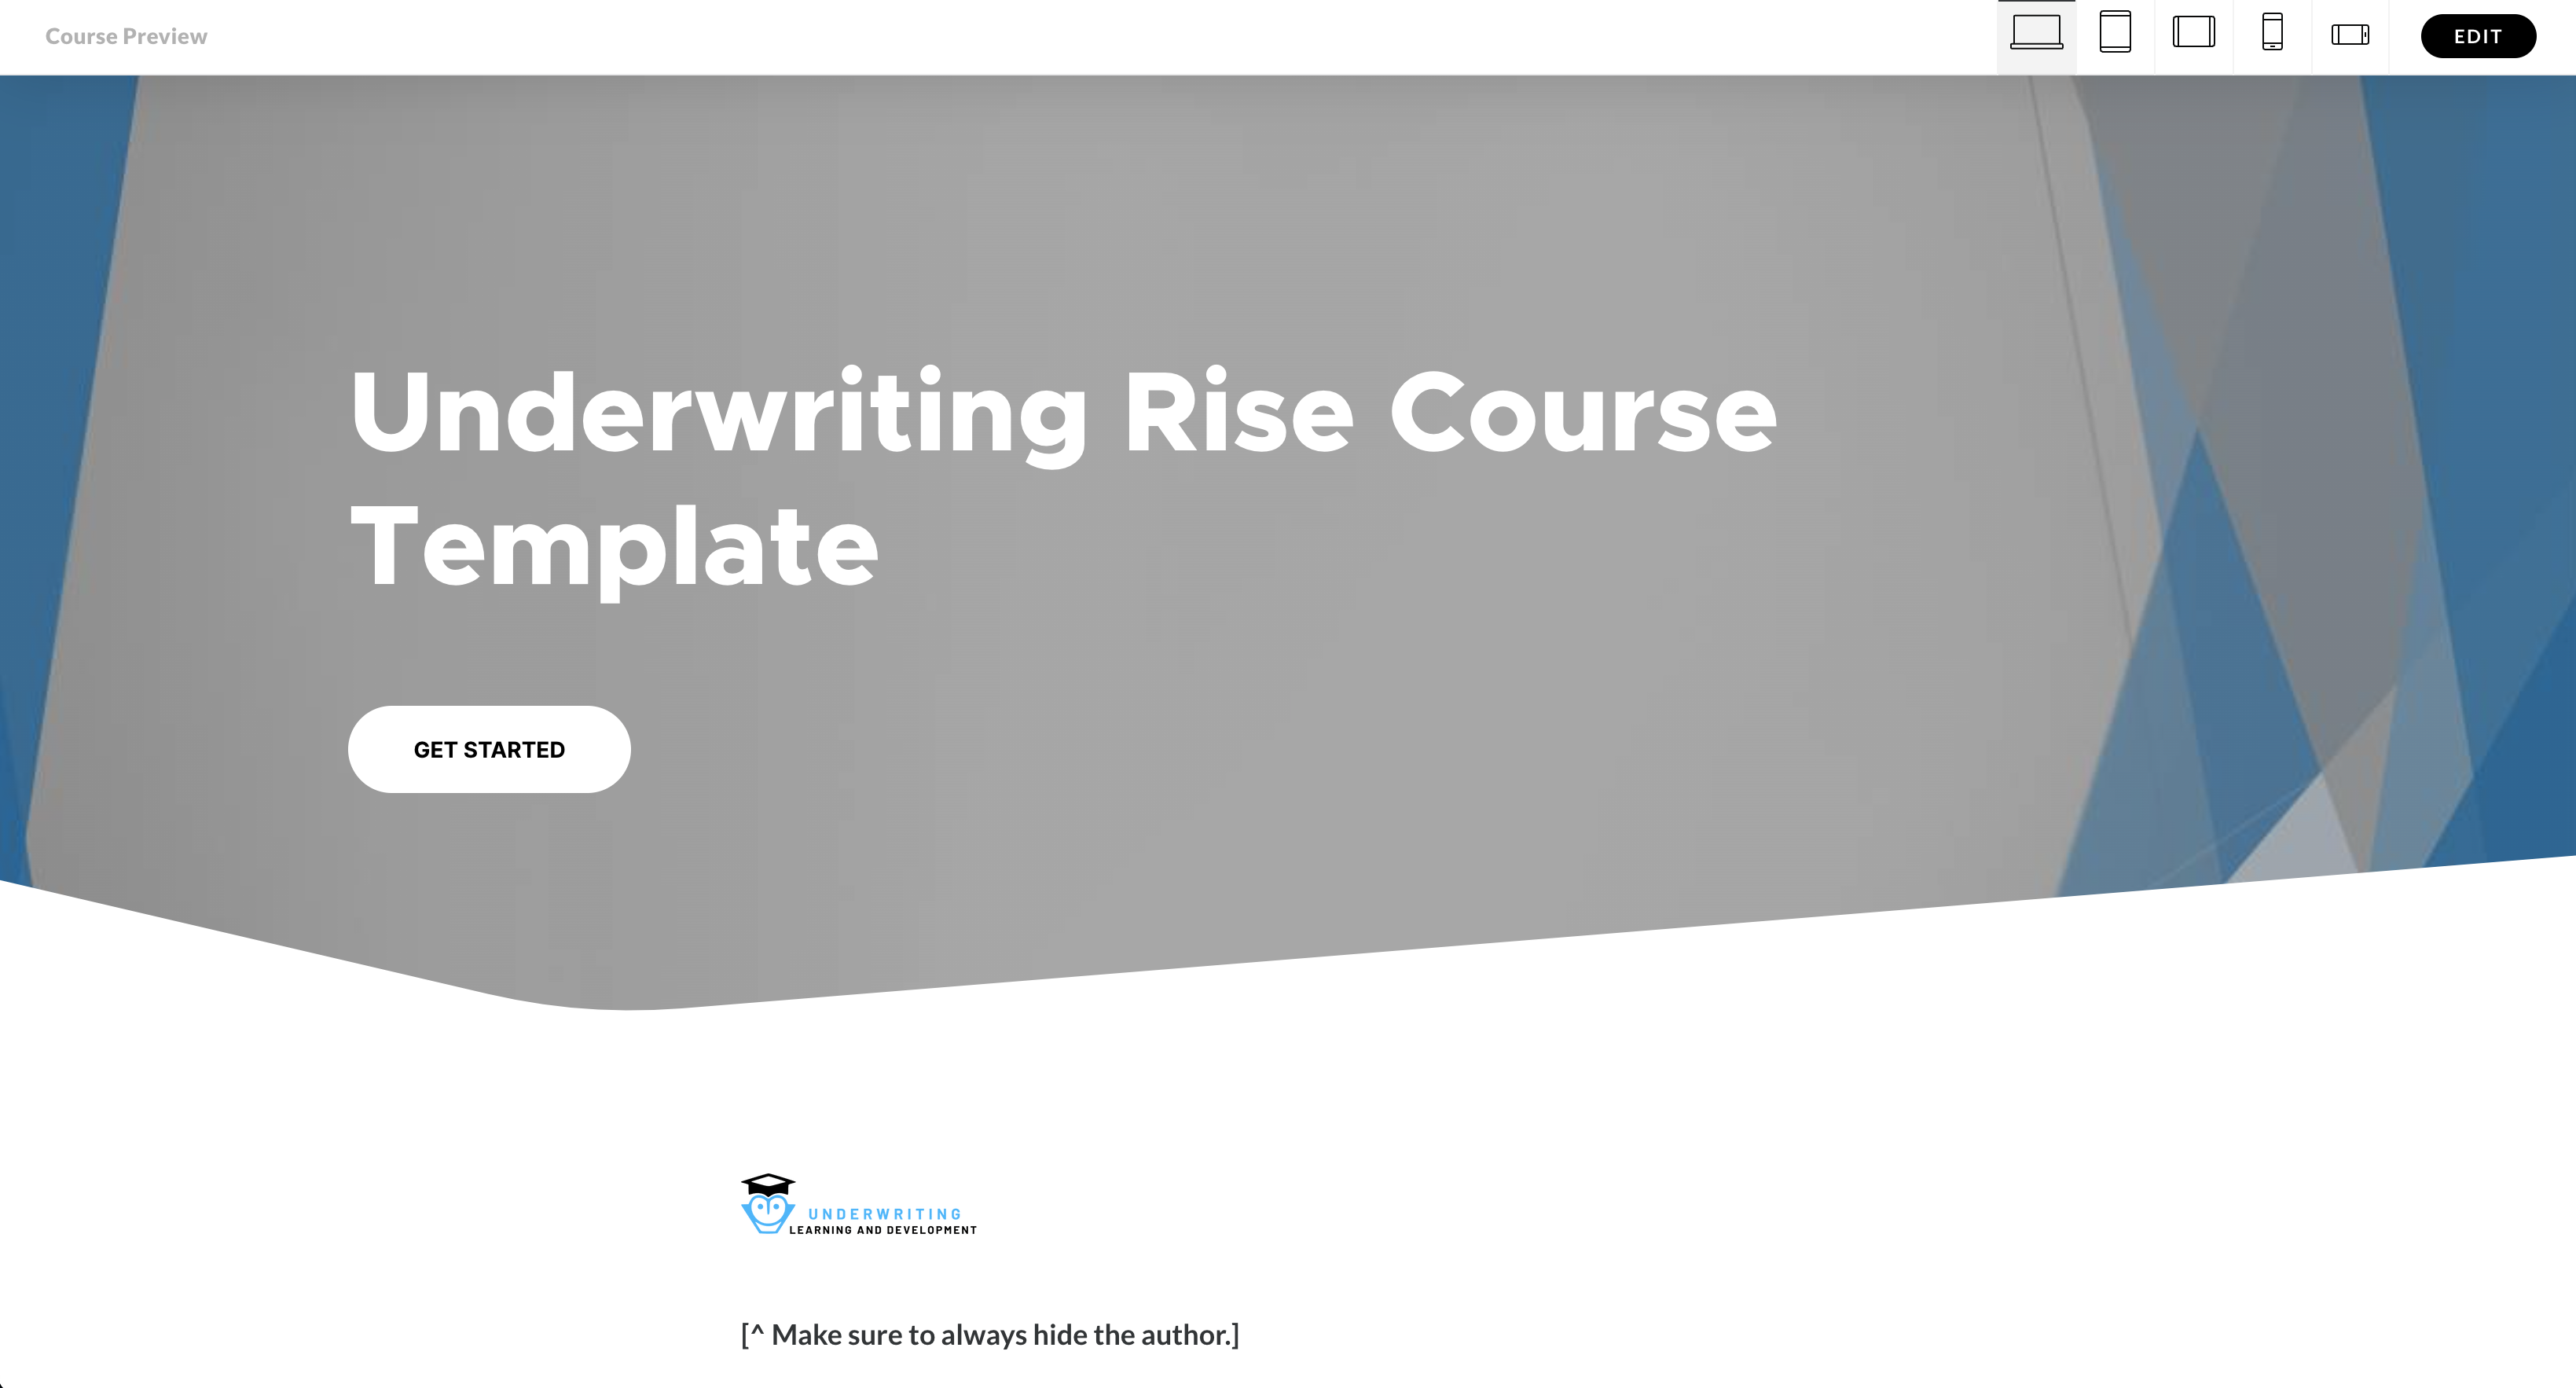 Course Preview
EDIT
Underwriting Rise Course
Template
GET STARTED
UNDERWRITING
LEARNING AND DEVELOPMENT
[^ Make sure to always hide the author.]